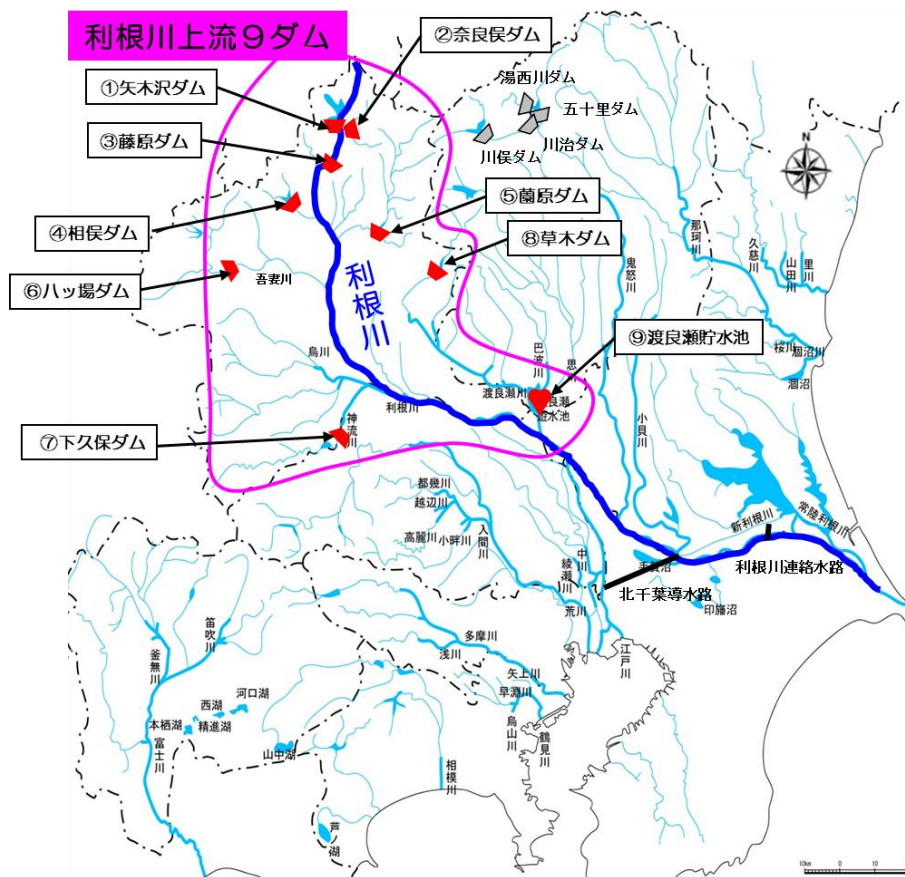 利根川上流9ダム
②奈良俣ダム
①矢木沢ダム
③藤原ダム
④相俣ダム
⑤薗原ダム
⑧草木ダム
⑥八ッ場ダム
⑨渡良瀬貯水池
⑦下久保ダム
湯西川ダム
五十里ダム
川治ダム
川俣ダム
N
利根川
吾妻川
鬼怒川
那珂川
久慈川
山田川
里川
桜川
涸沼川
涸沼
烏川
利根川
神流川
渡良瀬川
巴波川
思
良瀬
遊水池
小貝川
都幾川
越辺川
高麗川
小畔川
入間川
中川
綾瀬川
荒川
新利根川
常陸利根川
利根川連絡水路
手賀沼
北千葉導水路
印旛沼
江戸川
多摩川
浅川
矢上川
早淵川
鳥山川
鶴見川
笛吹川
釜無川
河口湖
西湖
本栖湖
精進湖
富士川
山中湖
相模川
芦ノ湖
10km
0
10